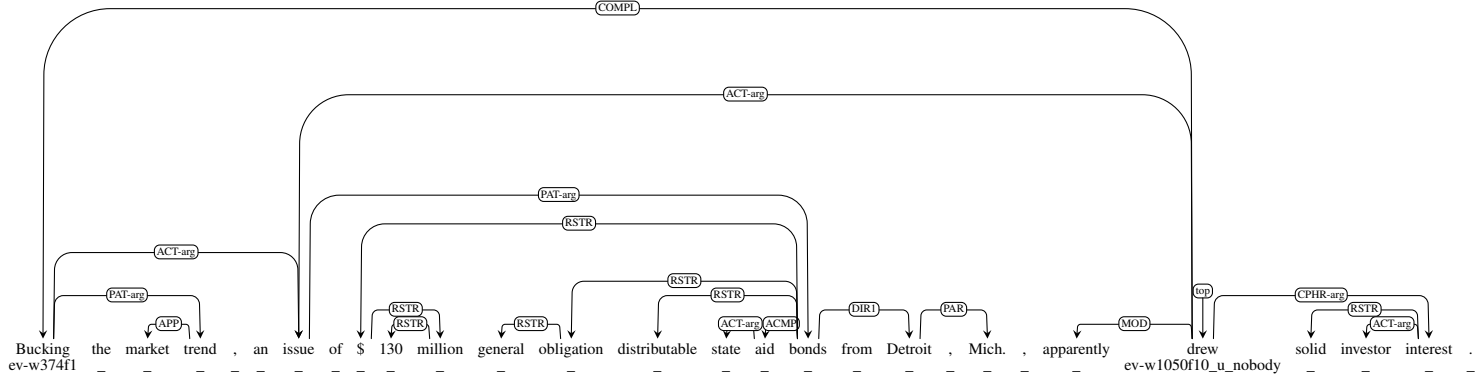 COMPL
ACT-arg
PAT-arg
RSTR
ACT-arg
RSTR
top
PAT-arg RSTR CPHR-arg
RSTR DIR1 PAR RSTR
APP RSTR RSTR ACT-arg ACMP MOD ACT-arg
Bucking the market trend , an issue of $ 130 million general obligation distributable state aid bonds from Detroit , Mich. , apparently drew solid investor interest .
ev-w374f1 _ _ _ _ _ _ _ _ _ _ _ _ _ _ _ _ _ _ _ _ _ _ ev-w1050f10_u_nobody _ _ _ _